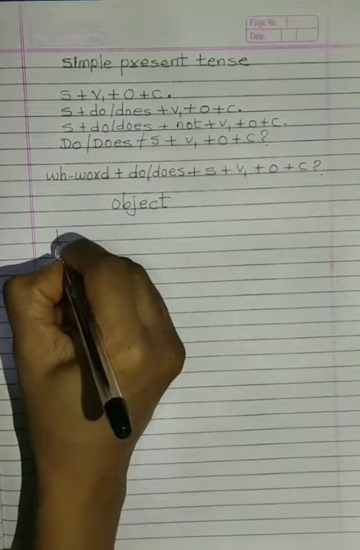 Page No.
Date:
simple present tense
S + V₁ + O + C.
S + do/does + V₁ + O + C.
S + do/does + not + V₁ + O + C.
Do/Does + S + V₁ + O + C?
Wh-word + do/does + S + V₁ + O + C?
object